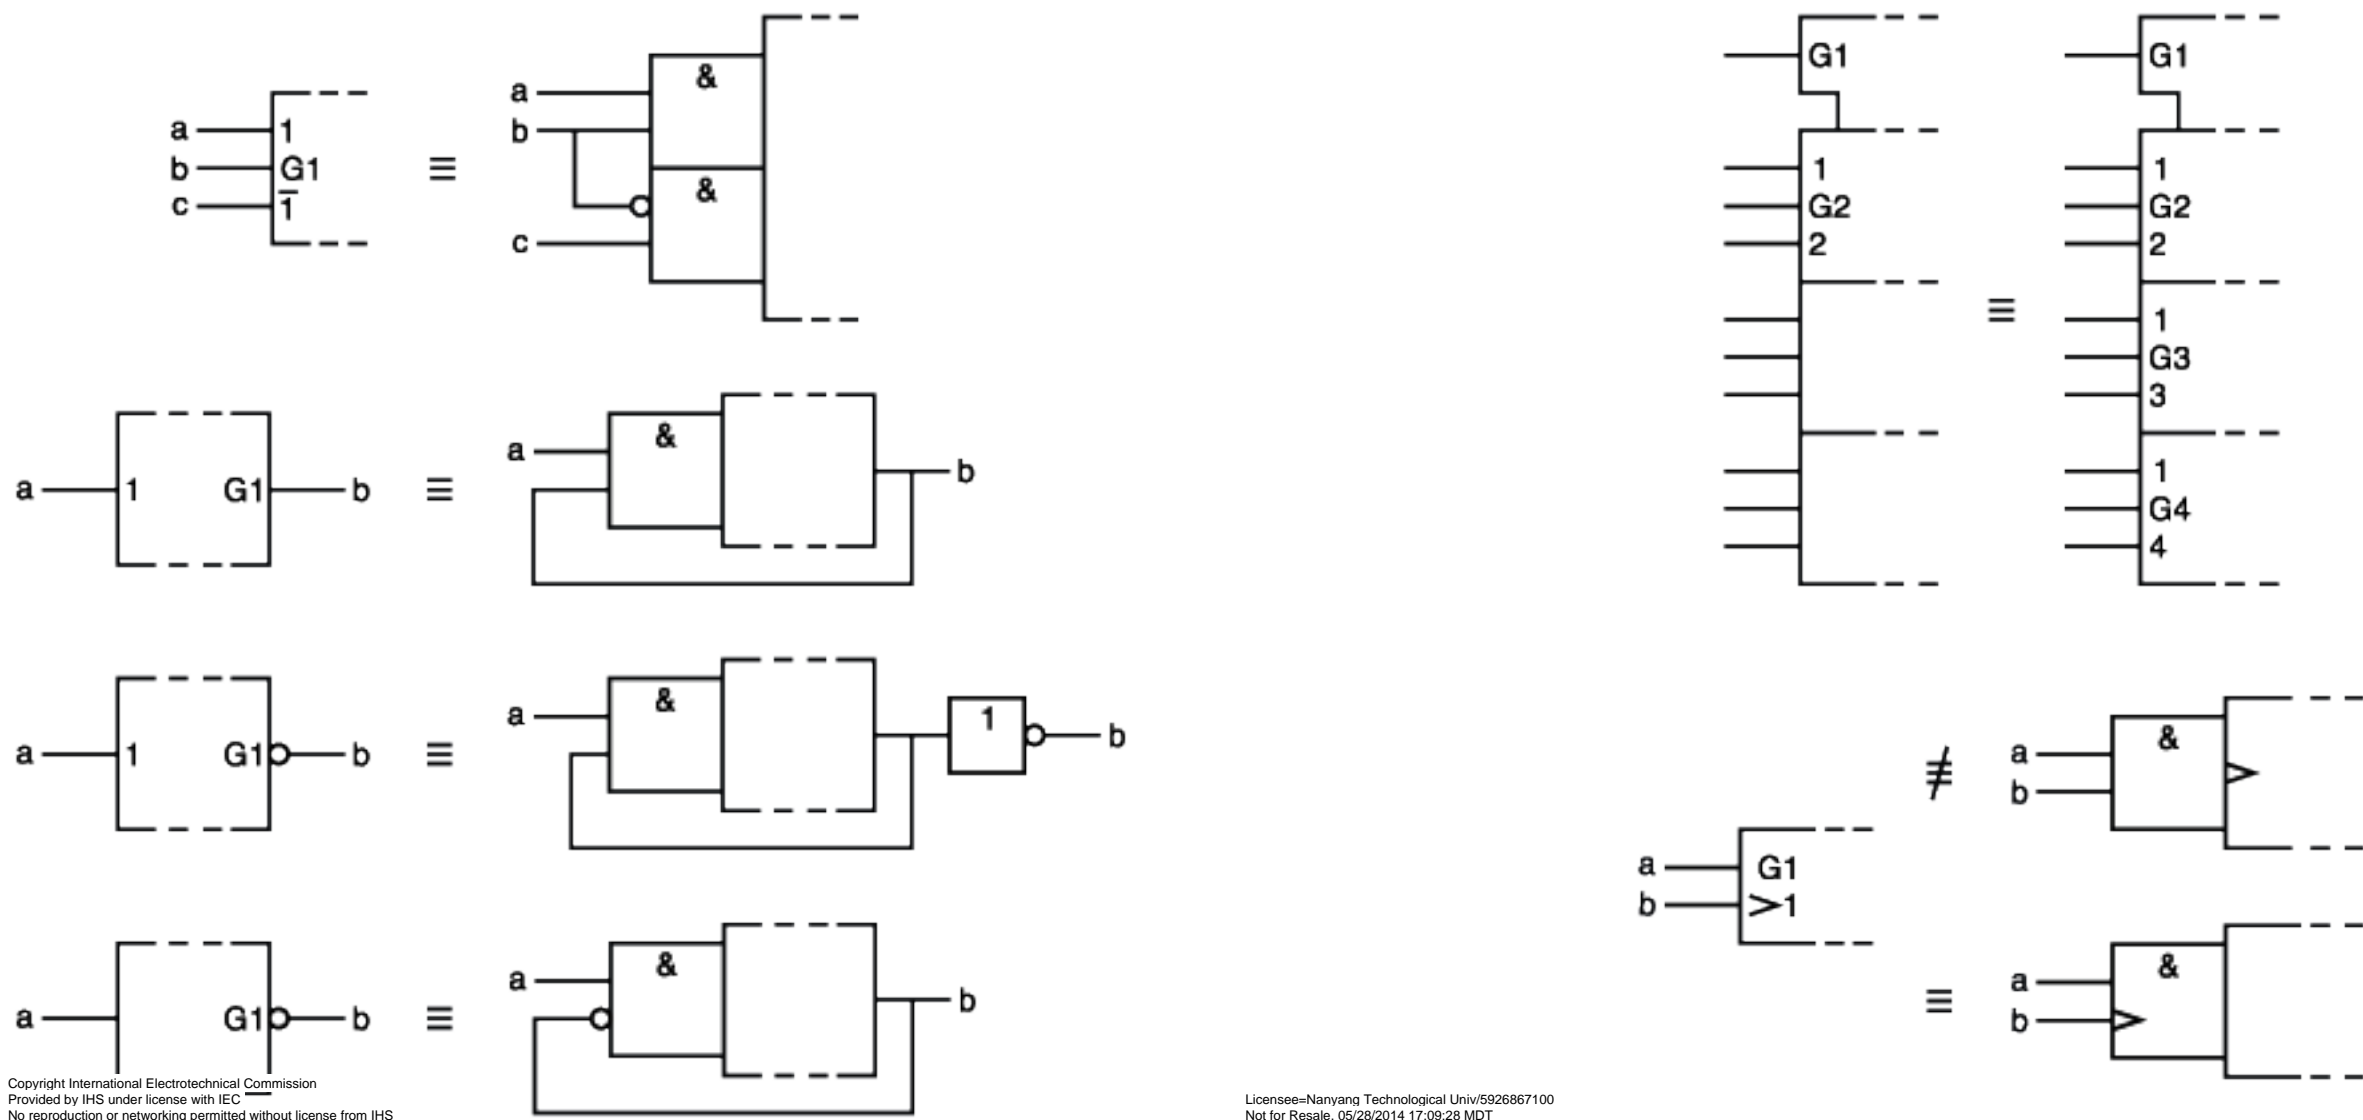 a 1
b G1
c 1̅
≡
a &
b
&
c
a 1 G1 b
≡
a & b
a 1 G1 b
≡
a & 1 b
a G1 b
≡
a & b
G1
1
G2
2
≡
G1
1
G2
2
1
G3
3
1
G4
4
a G1
b >1
≢
a &
b >
≡
a &
b >
Copyright International Electrotechnical Commission
Provided by IHS under license with IEC
No reproduction or networking permitted without license from IHS
Licensee=Nanyang Technological Univ/5926867100
Not for Resale, 05/28/2014 17:09:28 MDT